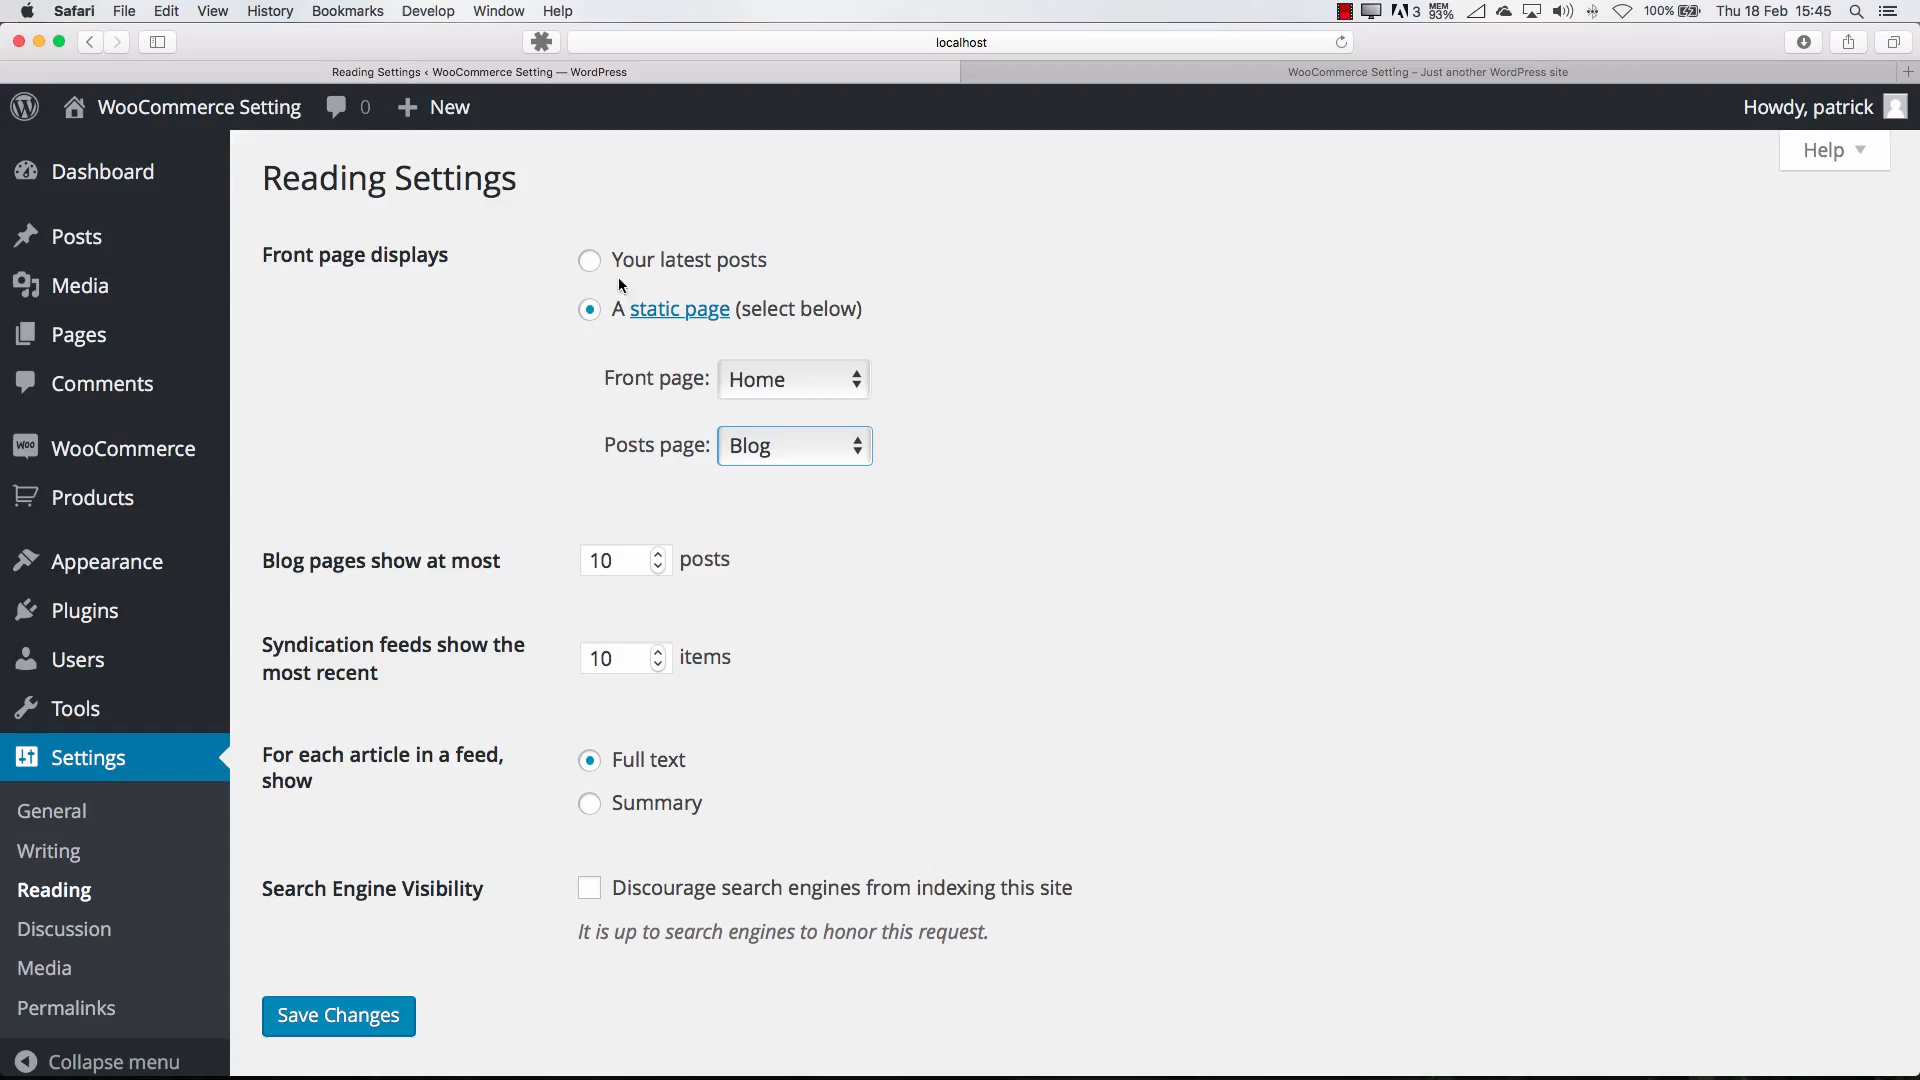 Safari File Edit View History Bookmarks Develop Window Help 3 MEM 93% 100% Thu 18 Feb 15:45
localhost
Reading Settings ‹ WooCommerce Setting — WordPress
WooCommerce Setting – Just another WordPress site
WooCommerce Setting 0 New Howdy, patrick
Help
Dashboard
Posts
Media
Pages
Comments
Woo WooCommerce
Products
Appearance
Plugins
Users
Tools
Settings
General
Writing
Reading
Discussion
Media
Permalinks
Collapse menu
Reading Settings
Front page displays
Your latest posts
A static page (select below)
Front page: Home
Posts page: Blog
Blog pages show at most 10 posts
Syndication feeds show the
most recent
10 items
For each article in a feed,
show
Full text
Summary
Search Engine Visibility
Discourage search engines from indexing this site
It is up to search engines to honor this request.
Save Changes